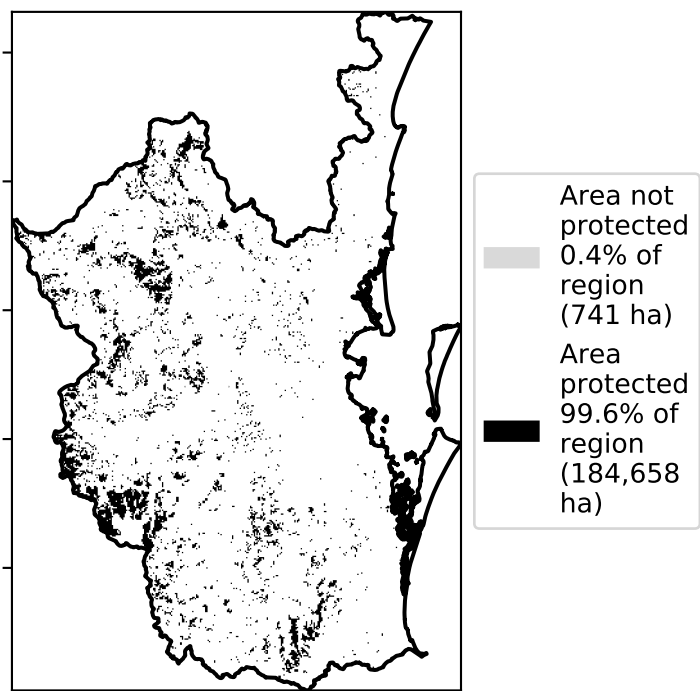 Area not
protected
0.4% of
region
(741 ha)
Area
protected
99.6% of
region
(184,658
ha)